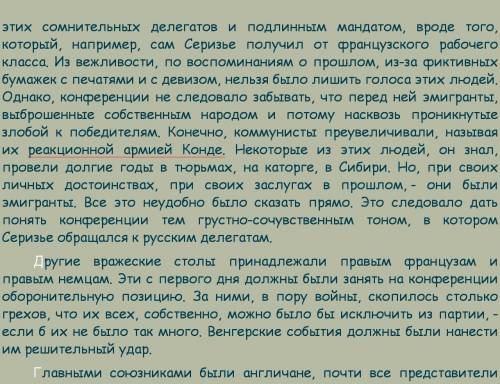 этих сомнительных делегатов и подлинным мандатом, вроде того,
который, например, сам Серизье получил от французского рабочего
класса. Из вежливости, по воспоминаниям о прошлом, из-за фиктивных
бумажек с печатями и с девизом, нельзя было лишить голоса этих людей.
Однако, конференции не следовало забывать, что перед ней эмигранты,
выброшенные собственным народом и потому насквозь проникнутые
злобой к победителям. Конечно, коммунисты преувеличивали, называя
их реакционной армией Конде. Некоторые из этих людей, он знал,
провели долгие годы в тюрьмах, на каторге, в Сибири. Но, при своих
личных достоинствах, при своих заслугах в прошлом, - они были
эмигранты. Все это неудобно было сказать прямо. Это следовало дать
понять конференции тем грустно-сочувственным тоном, в котором
Серизье обращался к русским делегатам.
Другие вражеские столы принадлежали правым французам и
правым немцам. Эти с первого дня должны были занять на конференции
оборонительную позицию. За ними, в пору войны, скопилось столько
грехов, что их всех, собственно, можно было бы исключить из партии, -
если б их не было так много. Венгерские события должны были нанести
им решительный удар.
Главными союзниками были англичане, почти все представители